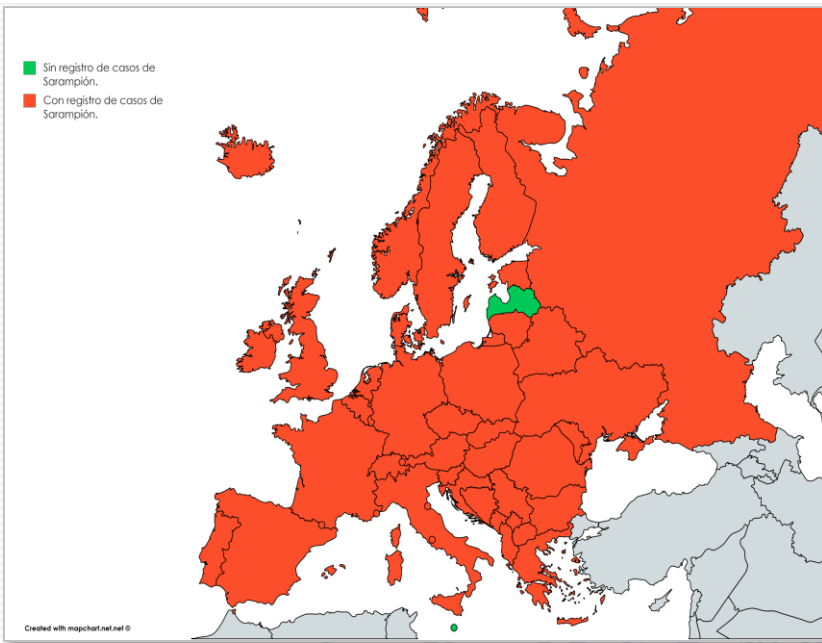 Sin registro de casos de
Sarampión.
Con registro de casos de
Sarampión.
Created with mapchart.net.net ©